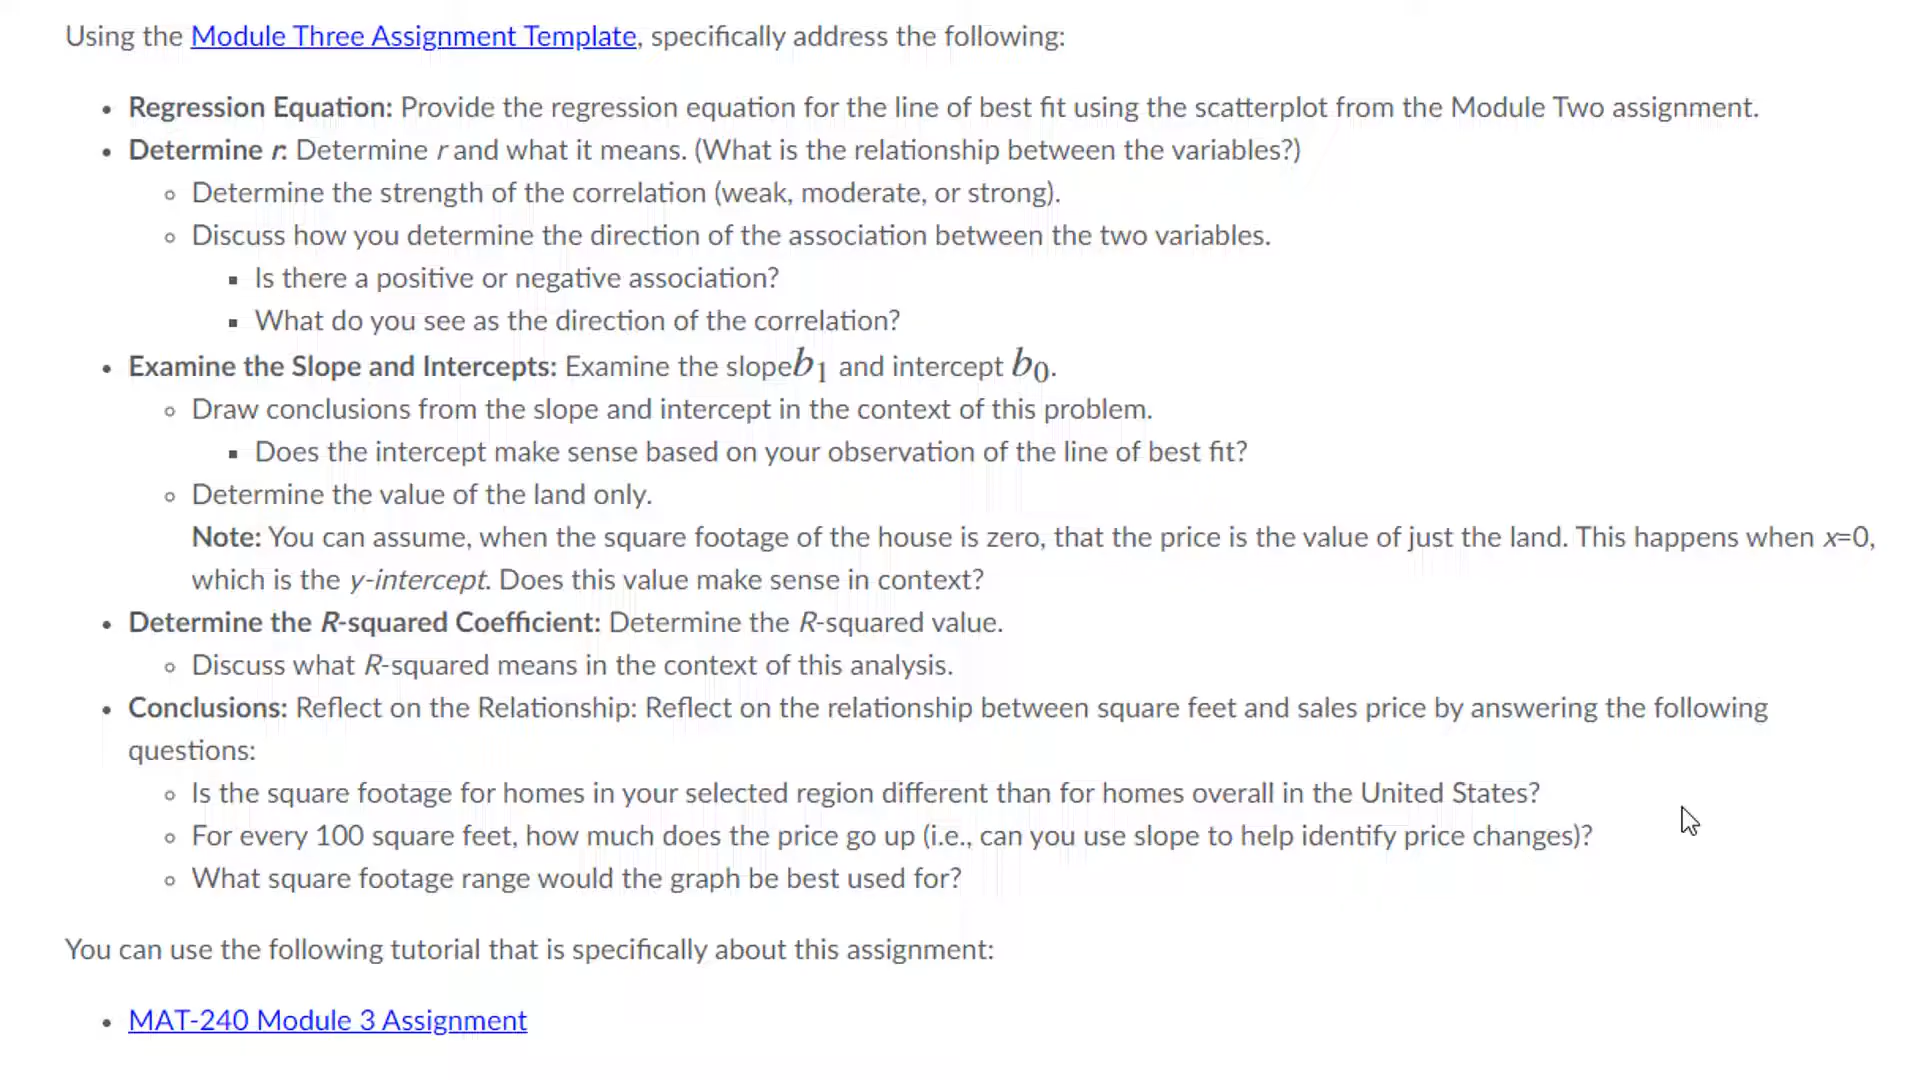 Using the Module Three Assignment Template, specifically address the following:
• Regression Equation: Provide the regression equation for the line of best fit using the scatterplot from the Module Two assignment.
• Determine r: Determine r and what it means. (What is the relationship between the variables?)
◦ Determine the strength of the correlation (weak, moderate, or strong).
◦ Discuss how you determine the direction of the association between the two variables.
▪ Is there a positive or negative association?
▪ What do you see as the direction of the correlation?
• Examine the Slope and Intercepts: Examine the slope b₁ and intercept b₀.
◦ Draw conclusions from the slope and intercept in the context of this problem.
▪ Does the intercept make sense based on your observation of the line of best fit?
◦ Determine the value of the land only.
Note: You can assume, when the square footage of the house is zero, that the price is the value of just the land. This happens when x=0,
which is the y-intercept. Does this value make sense in context?
• Determine the R-squared Coefficient: Determine the R-squared value.
◦ Discuss what R-squared means in the context of this analysis.
• Conclusions: Reflect on the Relationship: Reflect on the relationship between square feet and sales price by answering the following
questions:
◦ Is the square footage for homes in your selected region different than for homes overall in the United States?
◦ For every 100 square feet, how much does the price go up (i.e., can you use slope to help identify price changes)?
◦ What square footage range would the graph be best used for?
You can use the following tutorial that is specifically about this assignment:
• MAT-240 Module 3 Assignment